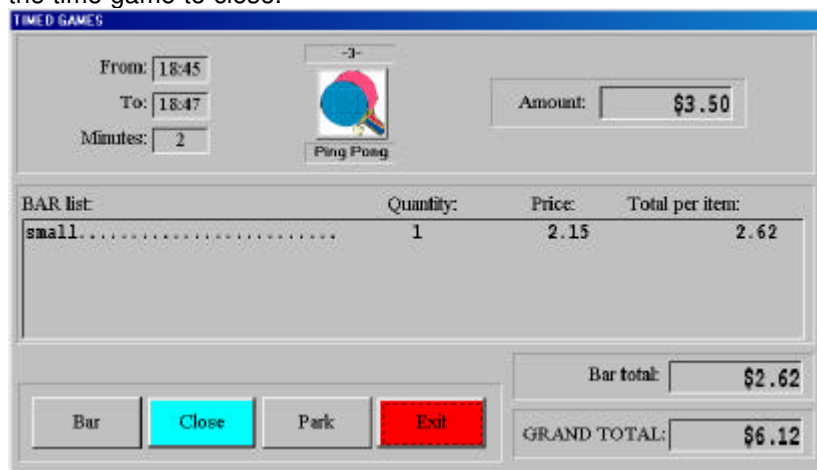 the time game to close.
TIMED GAMES
From: 18:45
To: 18:47
Minutes: 2
-3-
Ping Pong
Amount: $3.50
BAR list: Quantity: Price: Total per item:
small......................... 1 2.15 2.62
Bar total: $2.62
Bar Close Park Exit
GRAND TOTAL: $6.12